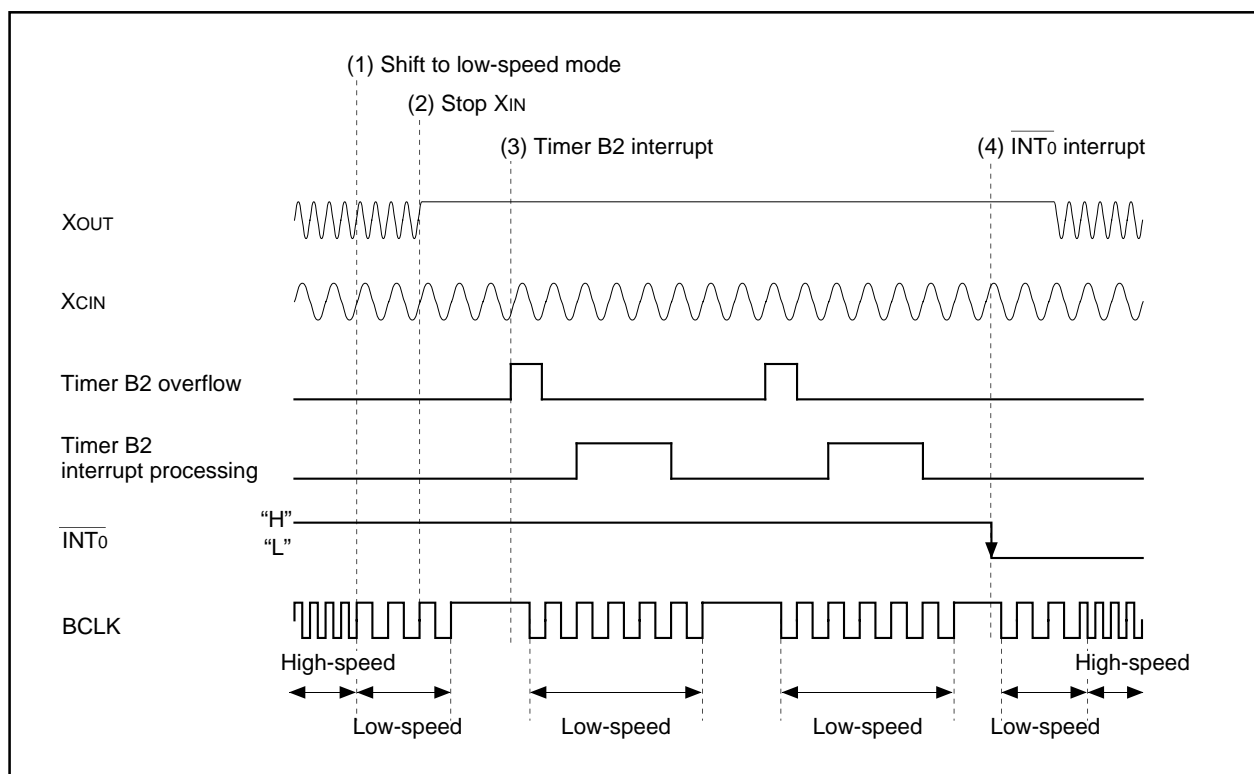 (1) Shift to low-speed mode
(2) Stop XIN
(3) Timer B2 interrupt
(4) INT0 interrupt
XOUT
XCIN
Timer B2 overflow
Timer B2
interrupt processing
“H”
INT0
“L”
BCLK
High-speed
High-speed
Low-speed
Low-speed
Low-speed
Low-speed